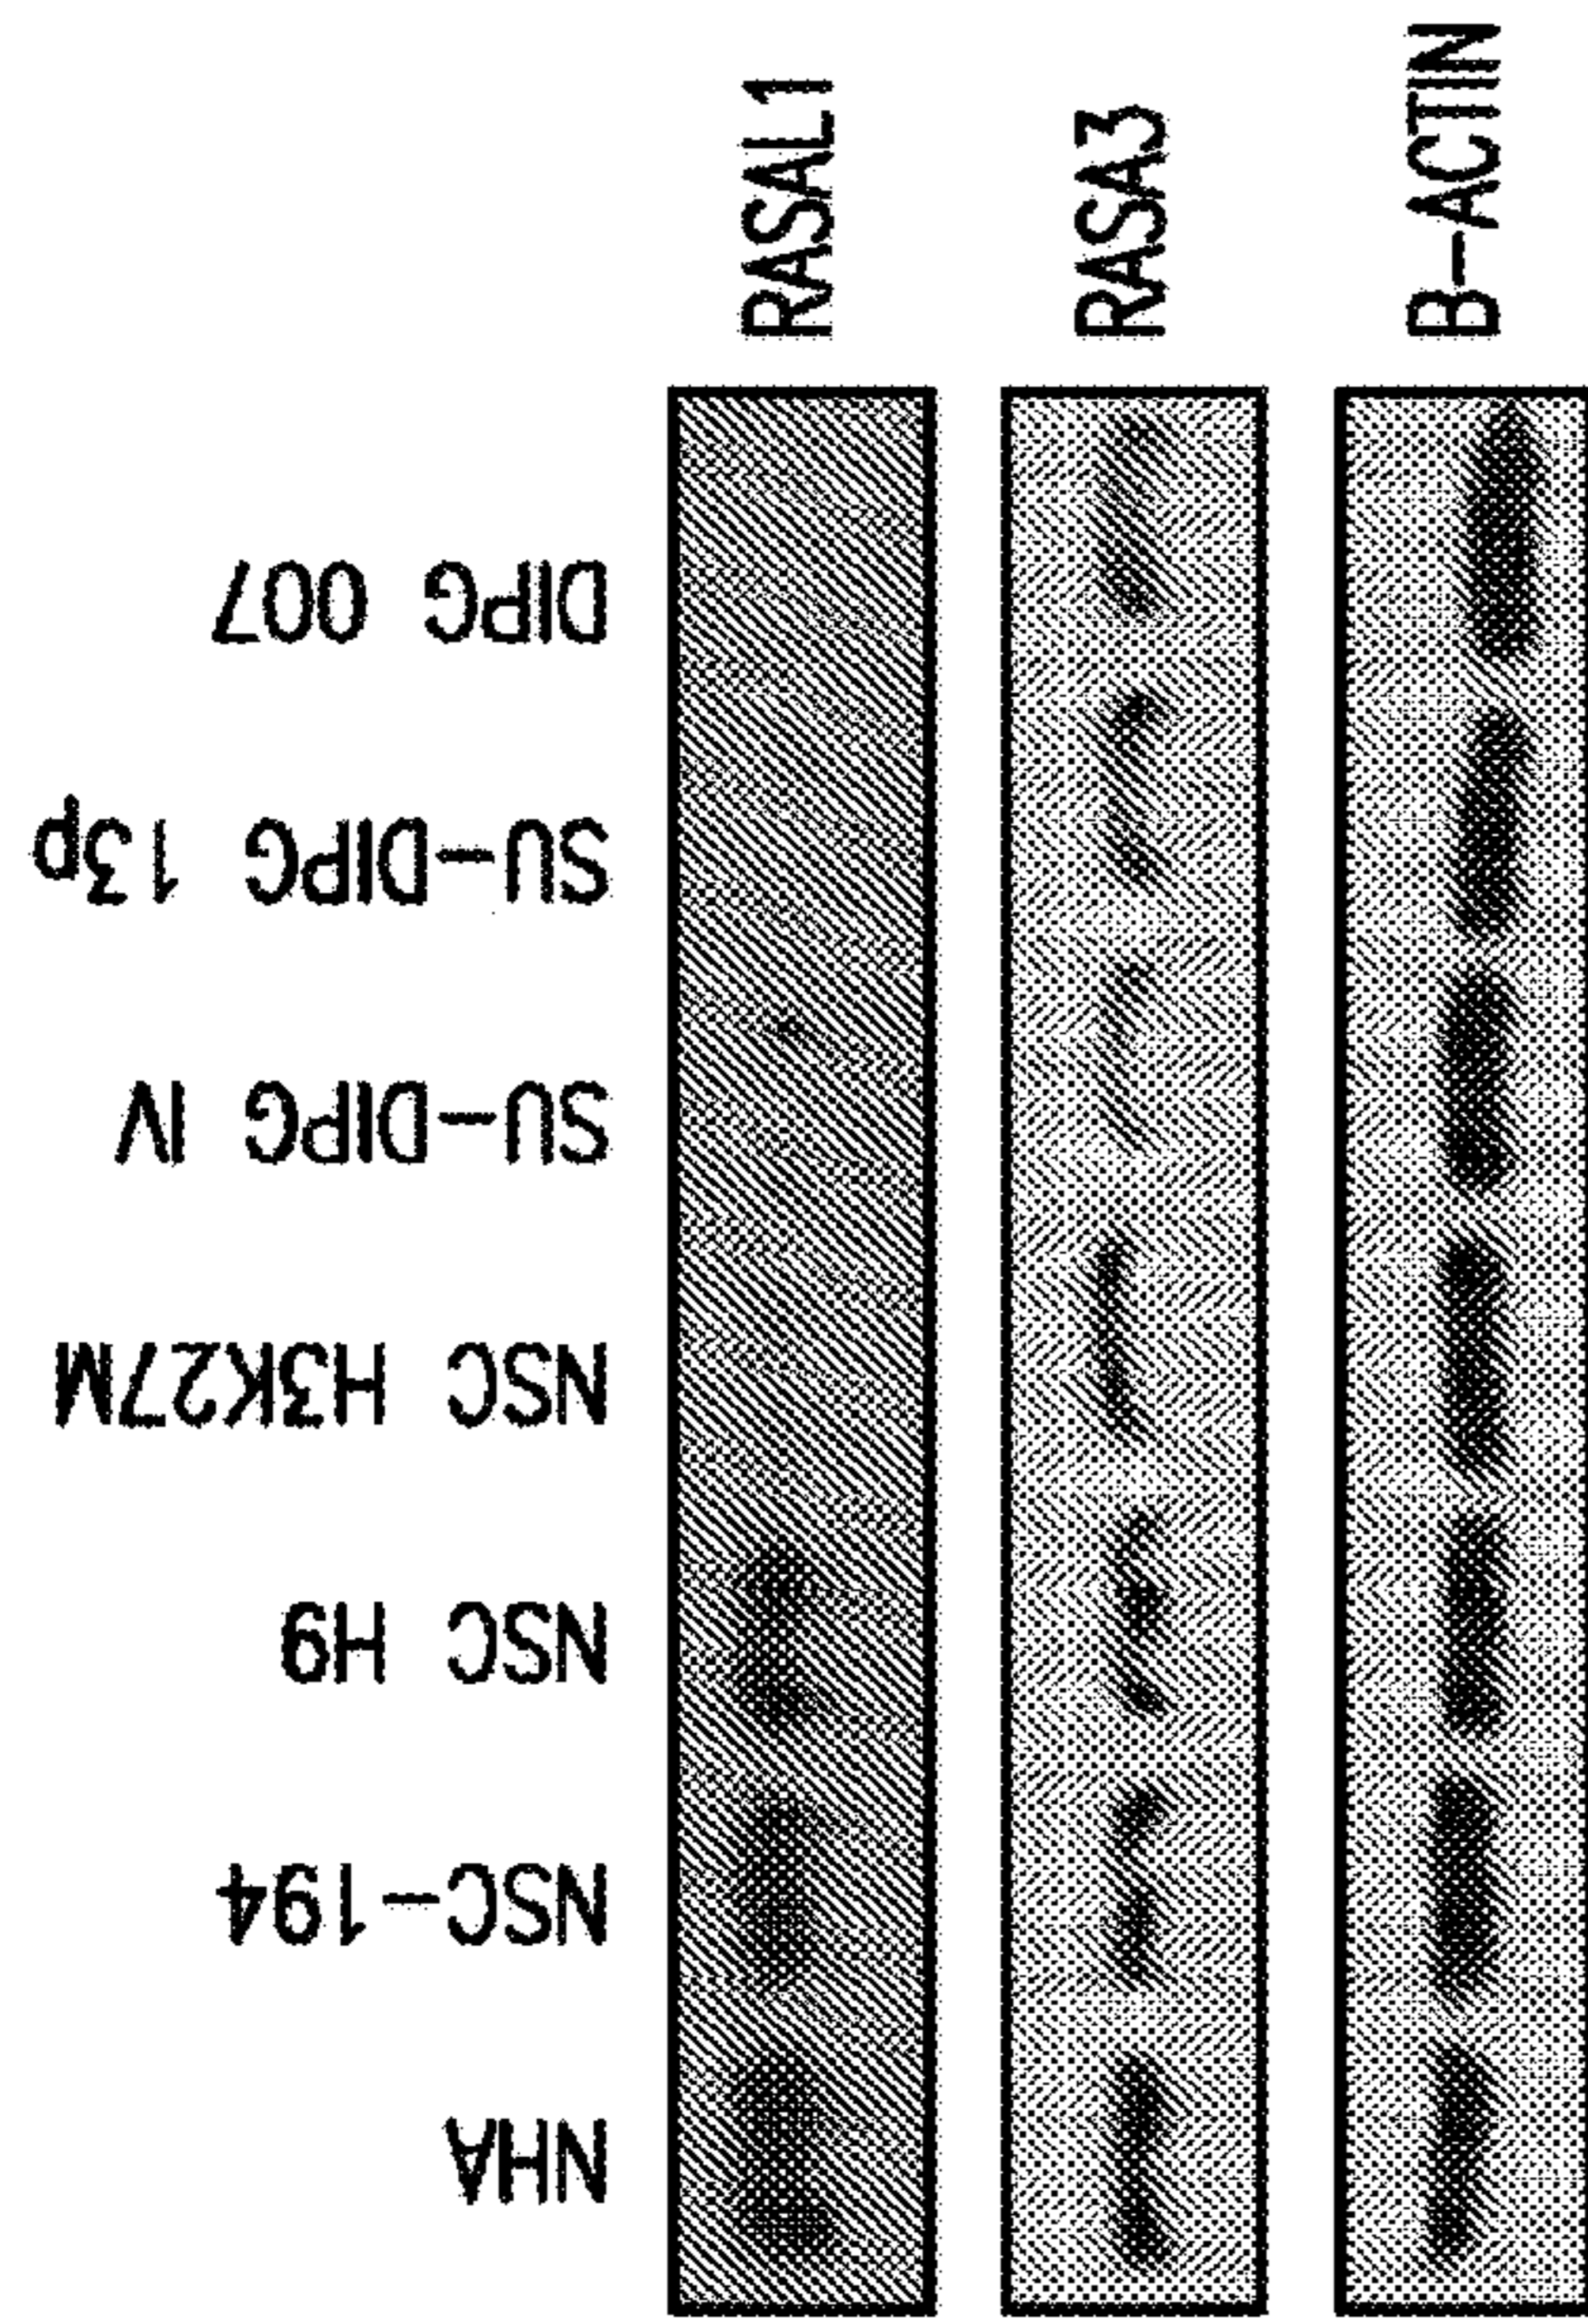 NHA
NSC-194
NSC H9
NSC H3K27M
SU-DIPG IV
SU-DIPG 13p
DIPG 007
RASAL1
RASA3
B-ACTIN